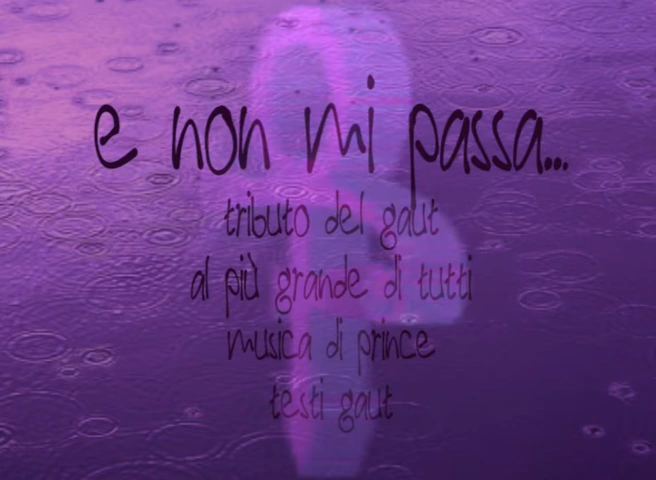 e non mi passa...
tributo del gaut
al più grande di tutti
musica di prince
testi gaut